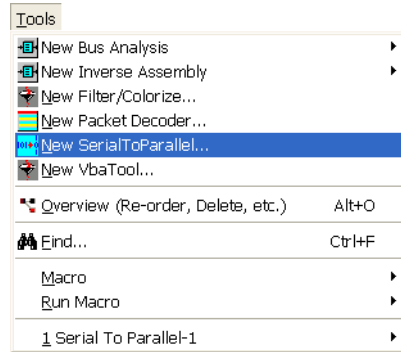 Tools
New Bus Analysis
New Inverse Assembly
New Filter/Colorize...
New Packet Decoder...
New SerialToParallel...
New VbaTool...
Overview (Re-order, Delete, etc.) Alt+O
Find... Ctrl+F
Macro
Run Macro
1 Serial To Parallel-1